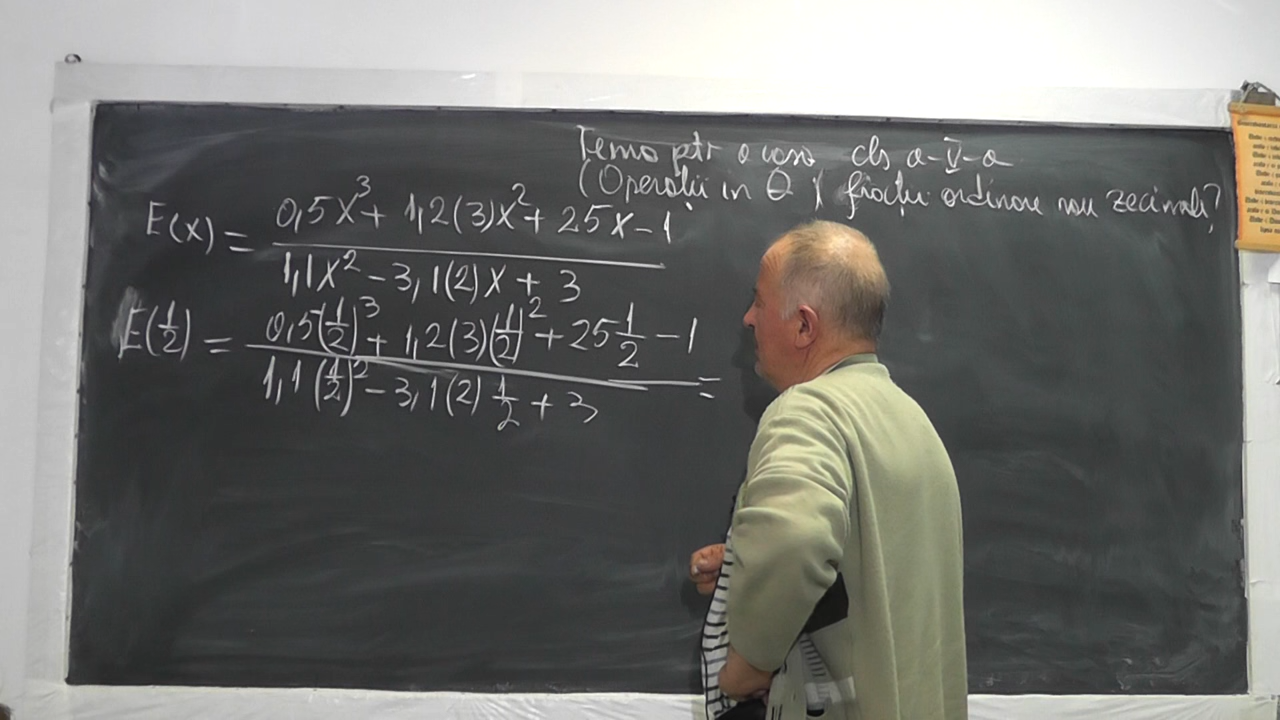 Tema ptr acasa cls a-V-a
(Operații in Q) fracții ordinare sau zecimale?
E(x) = (0,5x³ + 1,2(3)x² + 25x - 1) / (1,1x² - 3,1(2)x + 3)
E(1/2) = (0,5(1/2)³ + 1,2(3)(1/2)² + 25 1/2 - 1) / (1,1(1/2)² - 3,1(2) 1/2 + 3) =